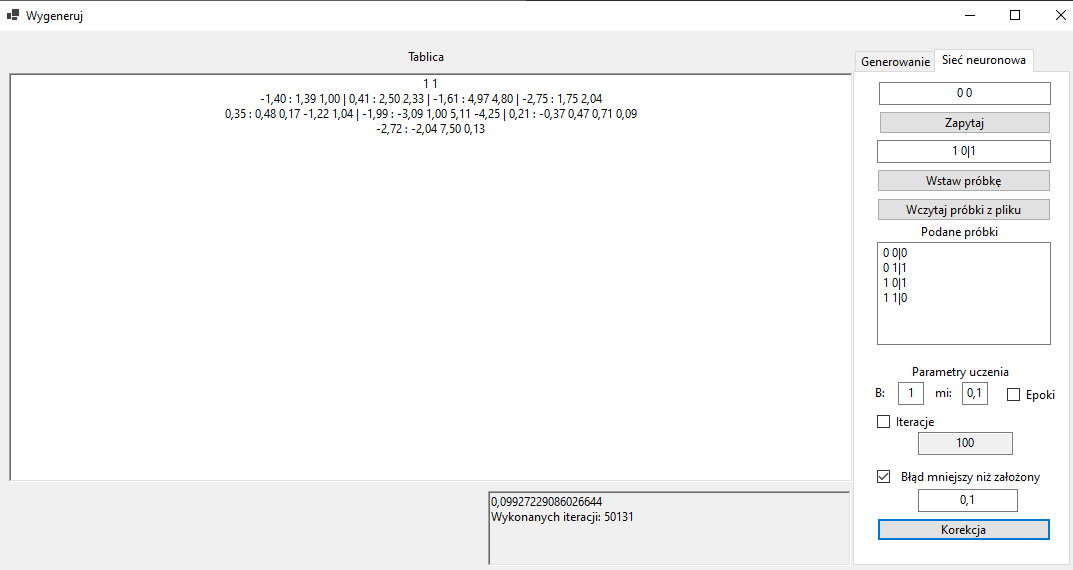 Wygeneruj
Tablica
1 1
-1,40 : 1,39 1,00 | 0,41 : 2,50 2,33 | -1,61 : 4,97 4,80 | -2,75 : 1,75 2,04
0,35 : 0,48 0,17 -1,22 1,04 | -1,99 : -3,09 1,00 5,11 -4,25 | 0,21 : -0,37 0,47 0,71 0,09
-2,72 : -2,04 7,50 0,13
0,09927229086026644
Wykonanych iteracji: 50131
Generowanie
Sieć neuronowa
0 0
Zapytaj
1 0|1
Wstaw próbkę
Wczytaj próbki z pliku
Podane próbki
0 0|0
0 1|1
1 0|1
1 1|0
Parametry uczenia
B: 1 mi: 0,1 Epoki
Iteracje
100
Błąd mniejszy niż założony
0,1
Korekcja